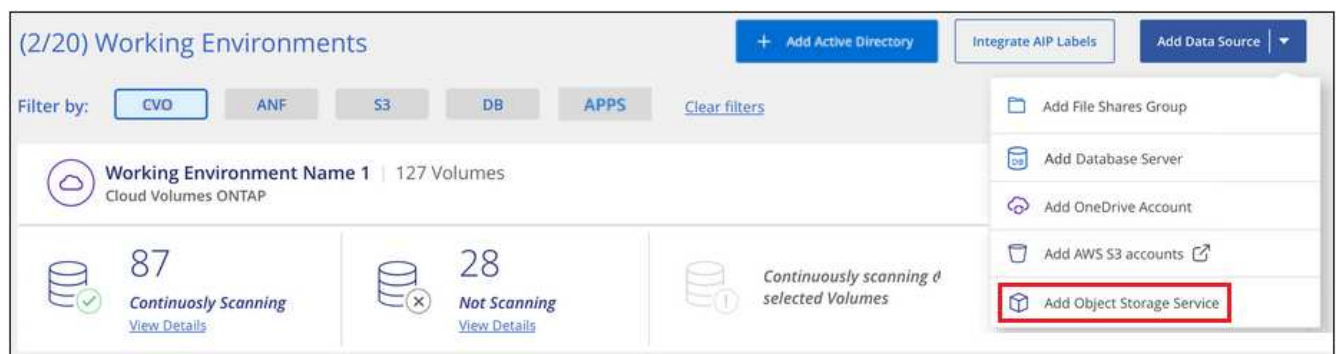 (2/20) Working Environments
+ Add Active Directory
Integrate AIP Labels
Add Data Source
Filter by:
CVO
ANF
S3
DB
APPS
Clear filters
Add File Shares Group
DB
Add Database Server
Add OneDrive Account
Add AWS S3 accounts
Add Object Storage Service
Working Environment Name 1 | 127 Volumes
Cloud Volumes ONTAP
87
Continuosly Scanning
View Details
28
Not Scanning
View Details
Continuously scanning
selected Volumes